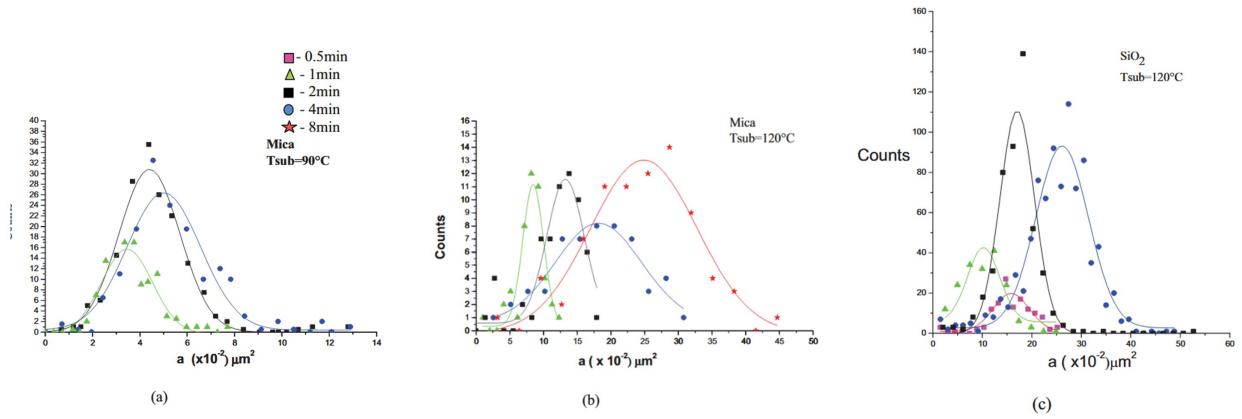 - 0.5min
- 1min
- 2min
- 4min
- 8min
Mica
Tsub=90°C
40
38
36
34
32
30
28
26
24
22
20
18
16
14
12
10
8
6
4
2
0
0 2 4 6 8 10 12 14
a (x10⁻²) μm²
(a)
Mica
Tsub=120°C
Counts
16
15
14
13
12
11
10
9
8
7
6
5
4
3
2
1
0
0 5 10 15 20 25 30 35 40 45 50
a ( x 10⁻²) μm²
(b)
SiO₂
Tsub=120°C
Counts
160
140
120
100
80
60
40
20
0
0 10 20 30 40 50 60
a ( x10⁻²)μm²
(c)